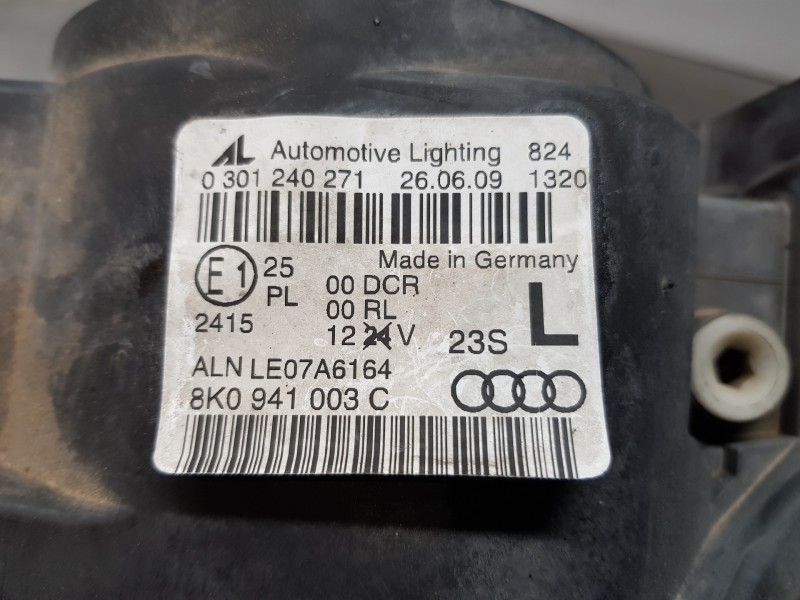 AL Automotive Lighting 824
0 301 240 271 26.06.09 1320
Made in Germany
E1 25 00 DCR
PL 00 RL L
2415 12 24 V 23S
ALN LE07A6164
8K0 941 003 C